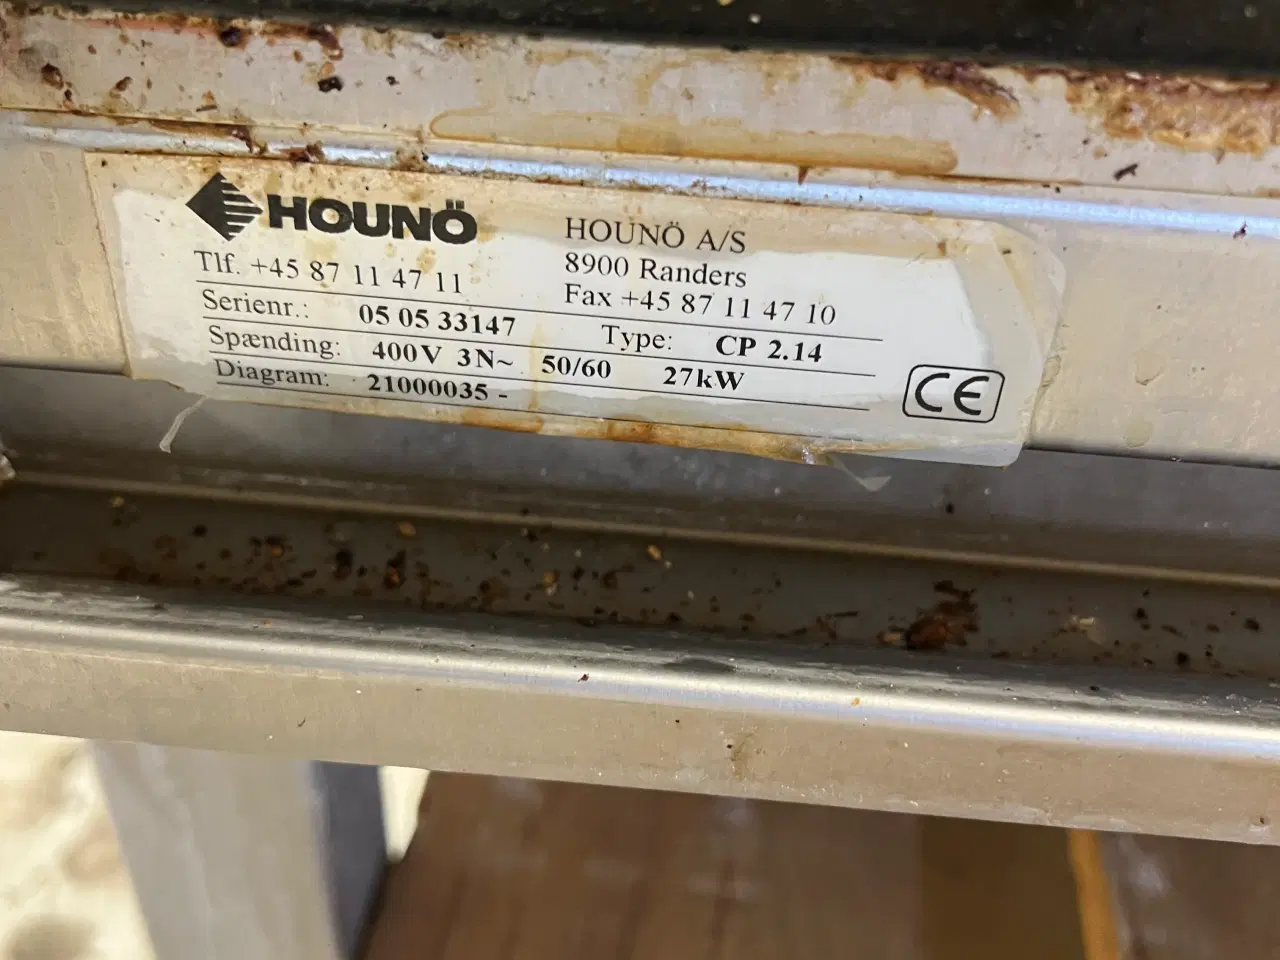 HOUNÖ
HOUNÖ A/S
8900 Randers
Tlf. +45 87 11 47 11 Fax +45 87 11 47 10
Serienr.: 05 05 33147 Type: CP 2.14
Spænding: 400V 3N~ 50/60 27kW
Diagram: 21000035 -
CE